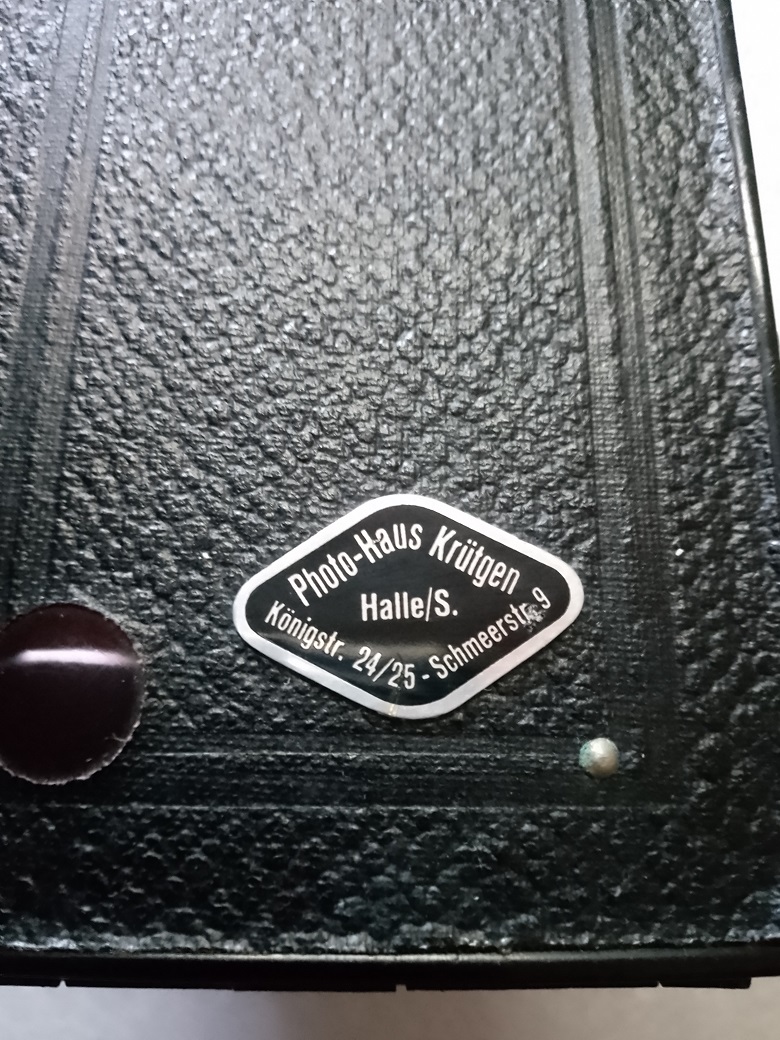 Photo-Haus Krütgen
Halle/S.
Königstr. 24/25 - Schmeerstr. 9